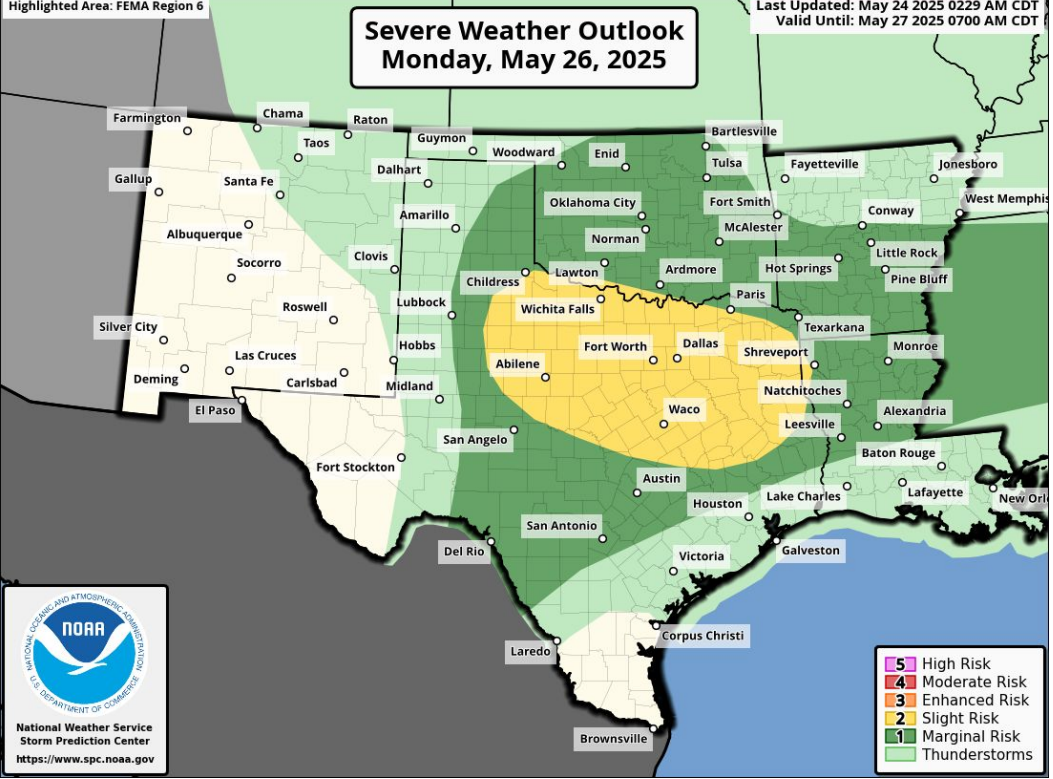 Highlighted Area: FEMA Region 6
Severe Weather Outlook
Monday, May 26, 2025
Last Updated: May 24 2025 0229 AM CDT
Valid Until: May 27 2025 0700 AM CDT
Farmington
Chama
Raton
Taos
Guymon
Woodward
Enid
Bartlesville
Tulsa
Fayetteville
Jonesboro
Gallup
Santa Fe
Dalhart
Amarillo
Oklahoma City
Fort Smith
West Memphis
Albuquerque
Norman
McAlester
Conway
Socorro
Clovis
Childress
Lawton
Ardmore
Hot Springs
Little Rock
Pine Bluff
Roswell
Lubbock
Wichita Falls
Paris
Texarkana
Silver City
Las Cruces
Hobbs
Fort Worth
Dallas
Shreveport
Monroe
Deming
Carlsbad
Midland
Abilene
Natchitoches
El Paso
Waco
Alexandria
San Angelo
Leesville
Fort Stockton
Baton Rouge
Austin
Houston
Lake Charles
Lafayette
New Orl
Del Rio
San Antonio
Victoria
Galveston
Laredo
Corpus Christi
Brownsville
NATIONAL OCEANIC AND ATMOSPHERIC ADMINISTRATION
NOAA
U.S. DEPARTMENT OF COMMERCE
National Weather Service
Storm Prediction Center
https://www.spc.noaa.gov
5 High Risk
4 Moderate Risk
3 Enhanced Risk
2 Slight Risk
1 Marginal Risk
Thunderstorms